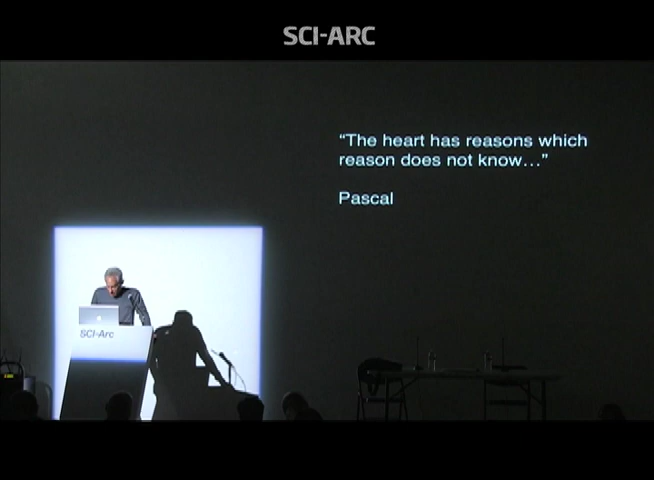 SCI-ARC
“The heart has reasons which
reason does not know…”
Pascal
SCI-Arc